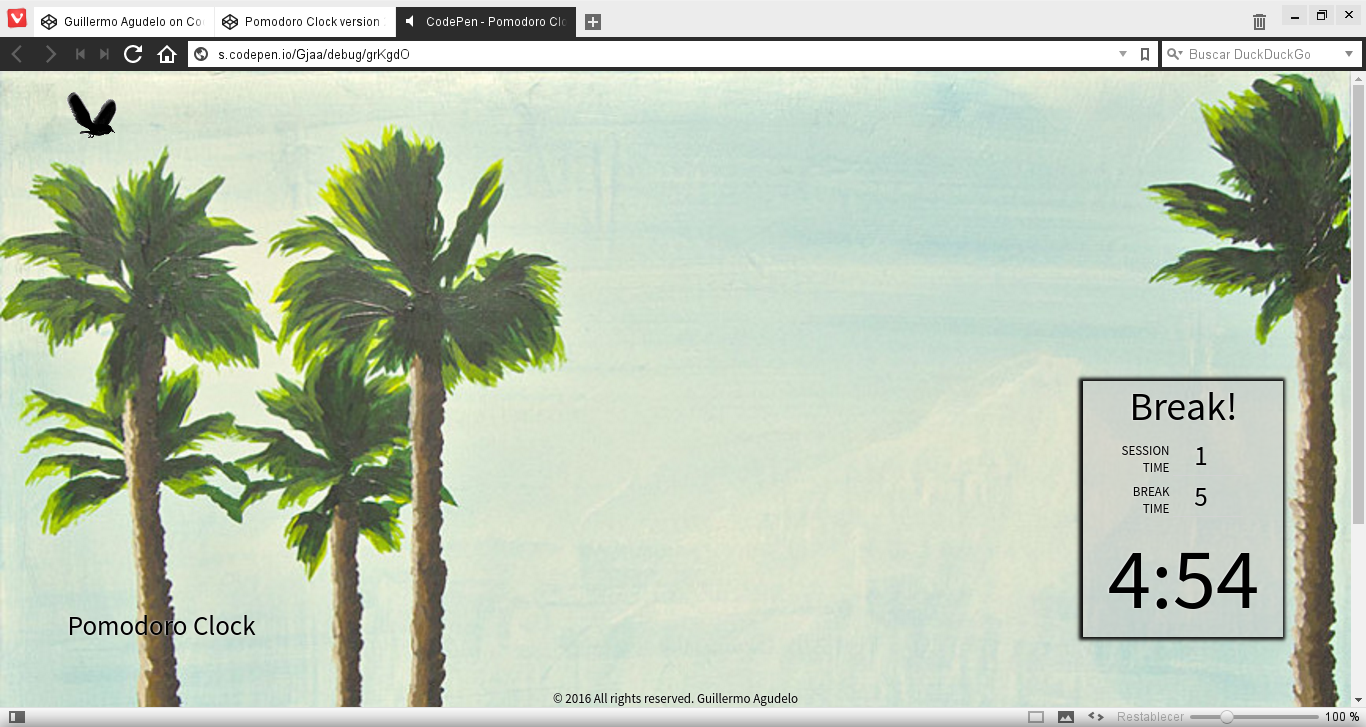 Guillermo Agudelo on Co
Pomodoro Clock version
CodePen - Pomodoro Clo
s.codepen.io/Gjaa/debug/grKgdO
Buscar DuckDuckGo
Break!
SESSION
TIME
1
BREAK
TIME
5
4:54
Pomodoro Clock
© 2016 All rights reserved. Guillermo Agudelo
Restablecer
100 %